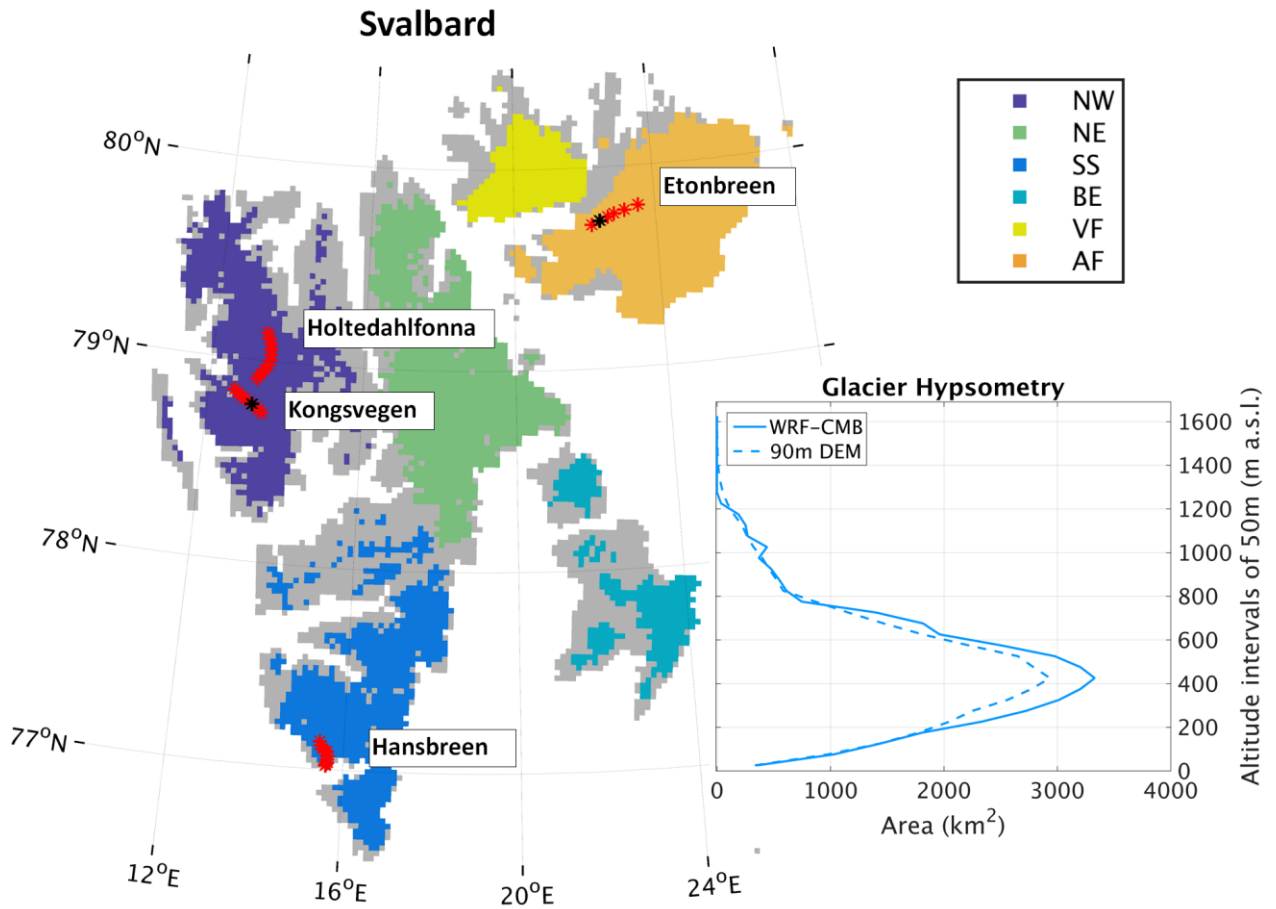 Svalbard
80°N
79°N
78°N
77°N
12°E
16°E
20°E
24°E
Etonbreen
Holtedahlfonna
Kongsvegen
Hansbreen
NW
NE
SS
BE
VF
AF
Glacier Hypsometry
WRF-CMB
90m DEM
1600
1400
1200
1000
800
600
400
200
0
Altitude intervals of 50m (m a.s.l.)
0
1000
2000
3000
4000
Area (km²)